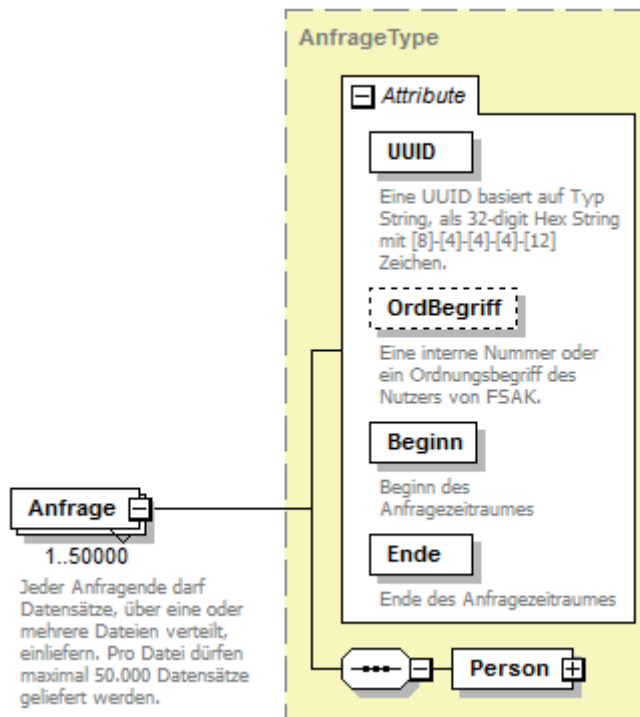 AnfrageType
Attribute
UUID
Eine UUID basiert auf Typ
String, als 32-digit Hex String
mit [8]-[4]-[4]-[4]-[12]
Zeichen.
OrdBegriff
Eine interne Nummer oder
ein Ordnungsbegriff des
Nutzers von FSAK.
Beginn
Beginn des
Anfragezeitraumes
Ende
Ende des Anfragezeitraumes
Anfrage
1..50000
Jeder Anfragende darf
Datensätze, über eine oder
mehrere Dateien verteilt,
einliefern. Pro Datei dürfen
maximal 50.000 Datensätze
geliefert werden.
Person